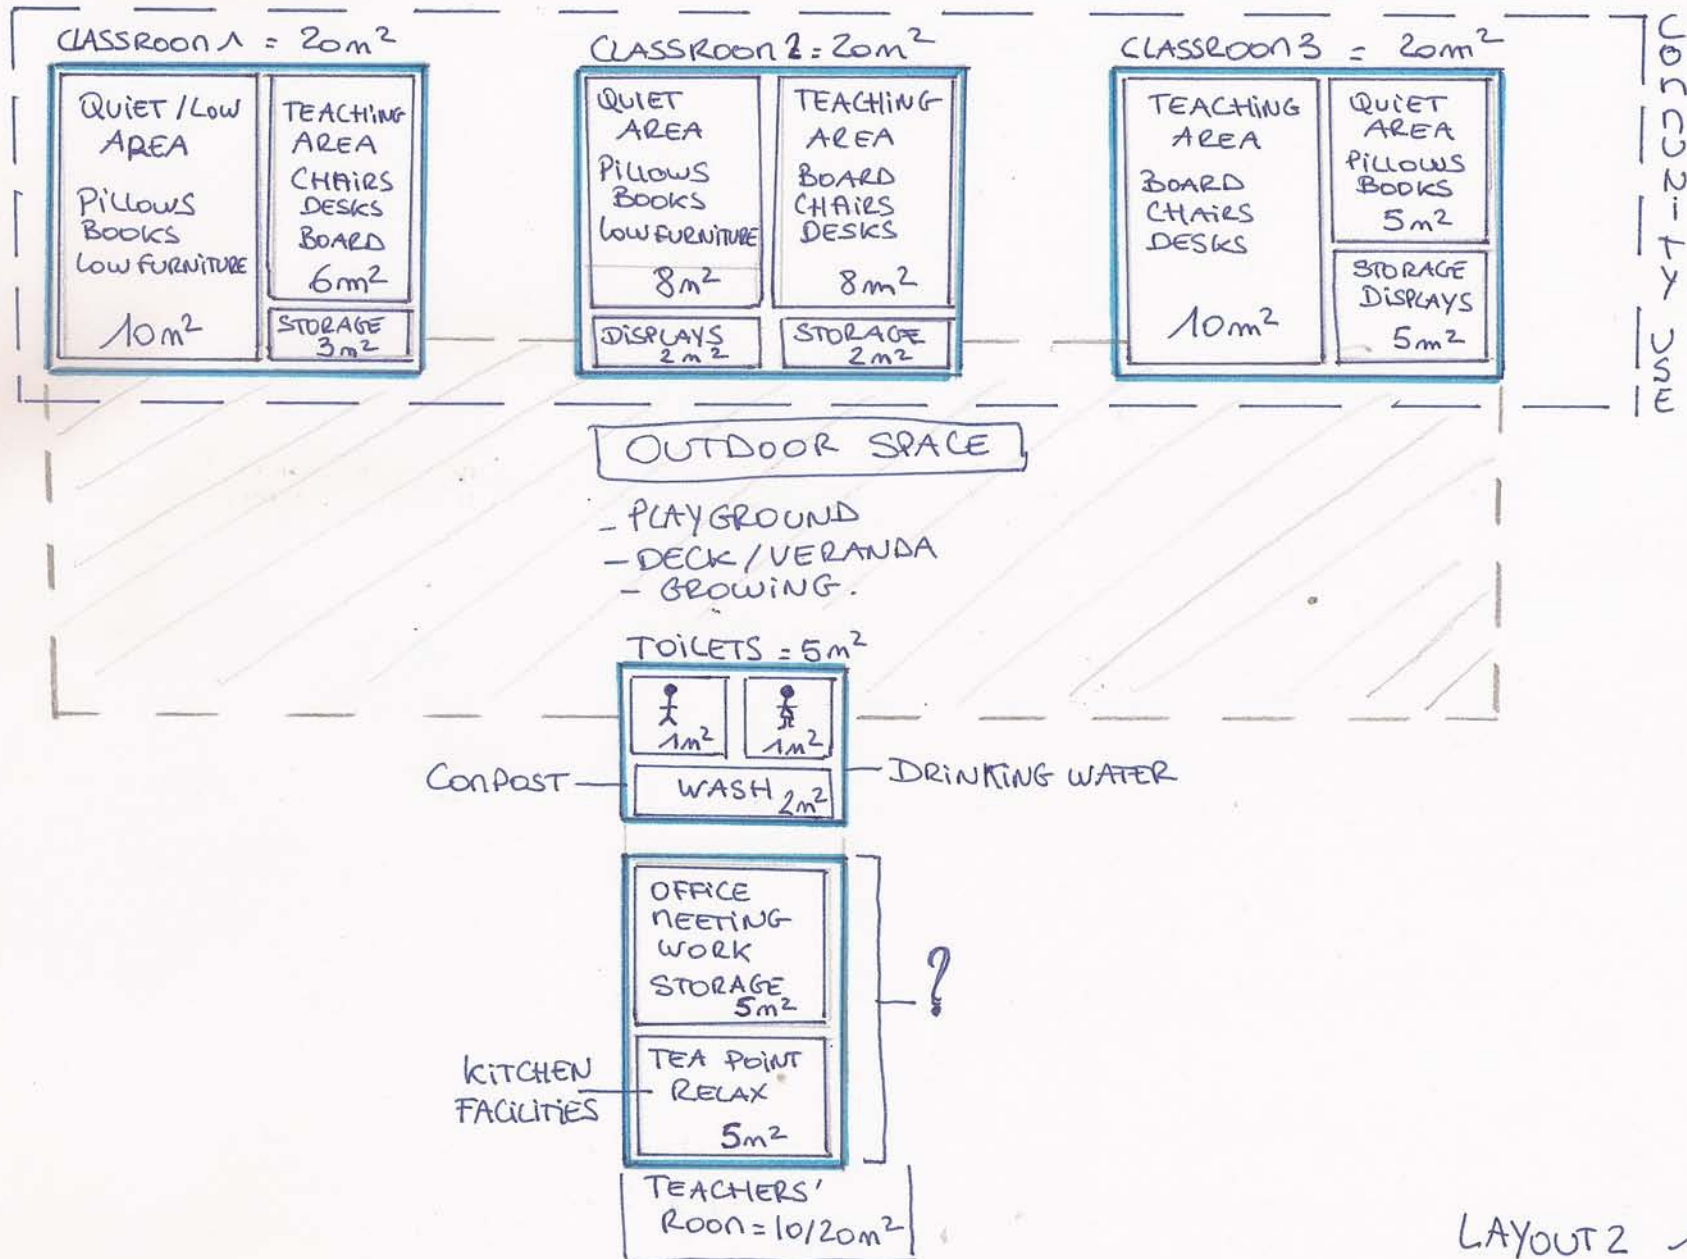 CLASSROOM 1 = 20m²
QUIET / LOW
AREA
PILLOWS
BOOKS
LOW FURNITURE
10m²
TEACHING
AREA
CHAIRS
DESKS
BOARD
6m²
STORAGE
3m²
CLASSROOM 2 = 20m²
QUIET
AREA
PILLOWS
BOOKS
LOW FURNITURE
8m²
TEACHING
AREA
BOARD
CHAIRS
DESKS
8m²
DISPLAYS
2m²
STORAGE
2m²
CLASSROOM 3 = 20m²
TEACHING
AREA
BOARD
CHAIRS
DESKS
10m²
QUIET
AREA
PILLOWS
BOOKS
5m²
STORAGE
DISPLAYS
5m²
COMMUNITY USE
OUTDOOR SPACE
- PLAYGROUND
- DECK / VERANDA
- GROWING.
TOILETS = 5m²
1m²
1m²
WASH 2m²
COMPOST
DRINKING WATER
OFFICE
MEETING
WORK
STORAGE
5m²
?
TEA POINT
RELAX
5m²
KITCHEN
FACILITIES
TEACHERS'
ROOM = 10/20m²
LAYOUT 2